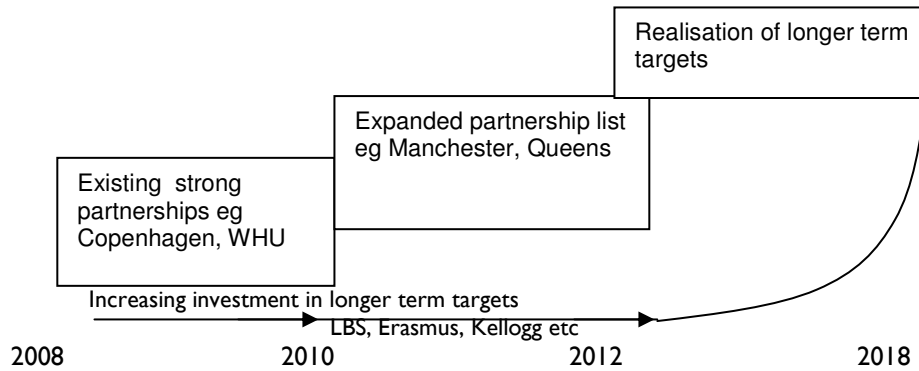 Realisation of longer term
targets
Expanded partnership list
eg Manchester, Queens
Existing strong
partnerships eg
Copenhagen, WHU
Increasing investment in longer term targets
LBS, Erasmus, Kellogg etc
2008 2010 2012 2018